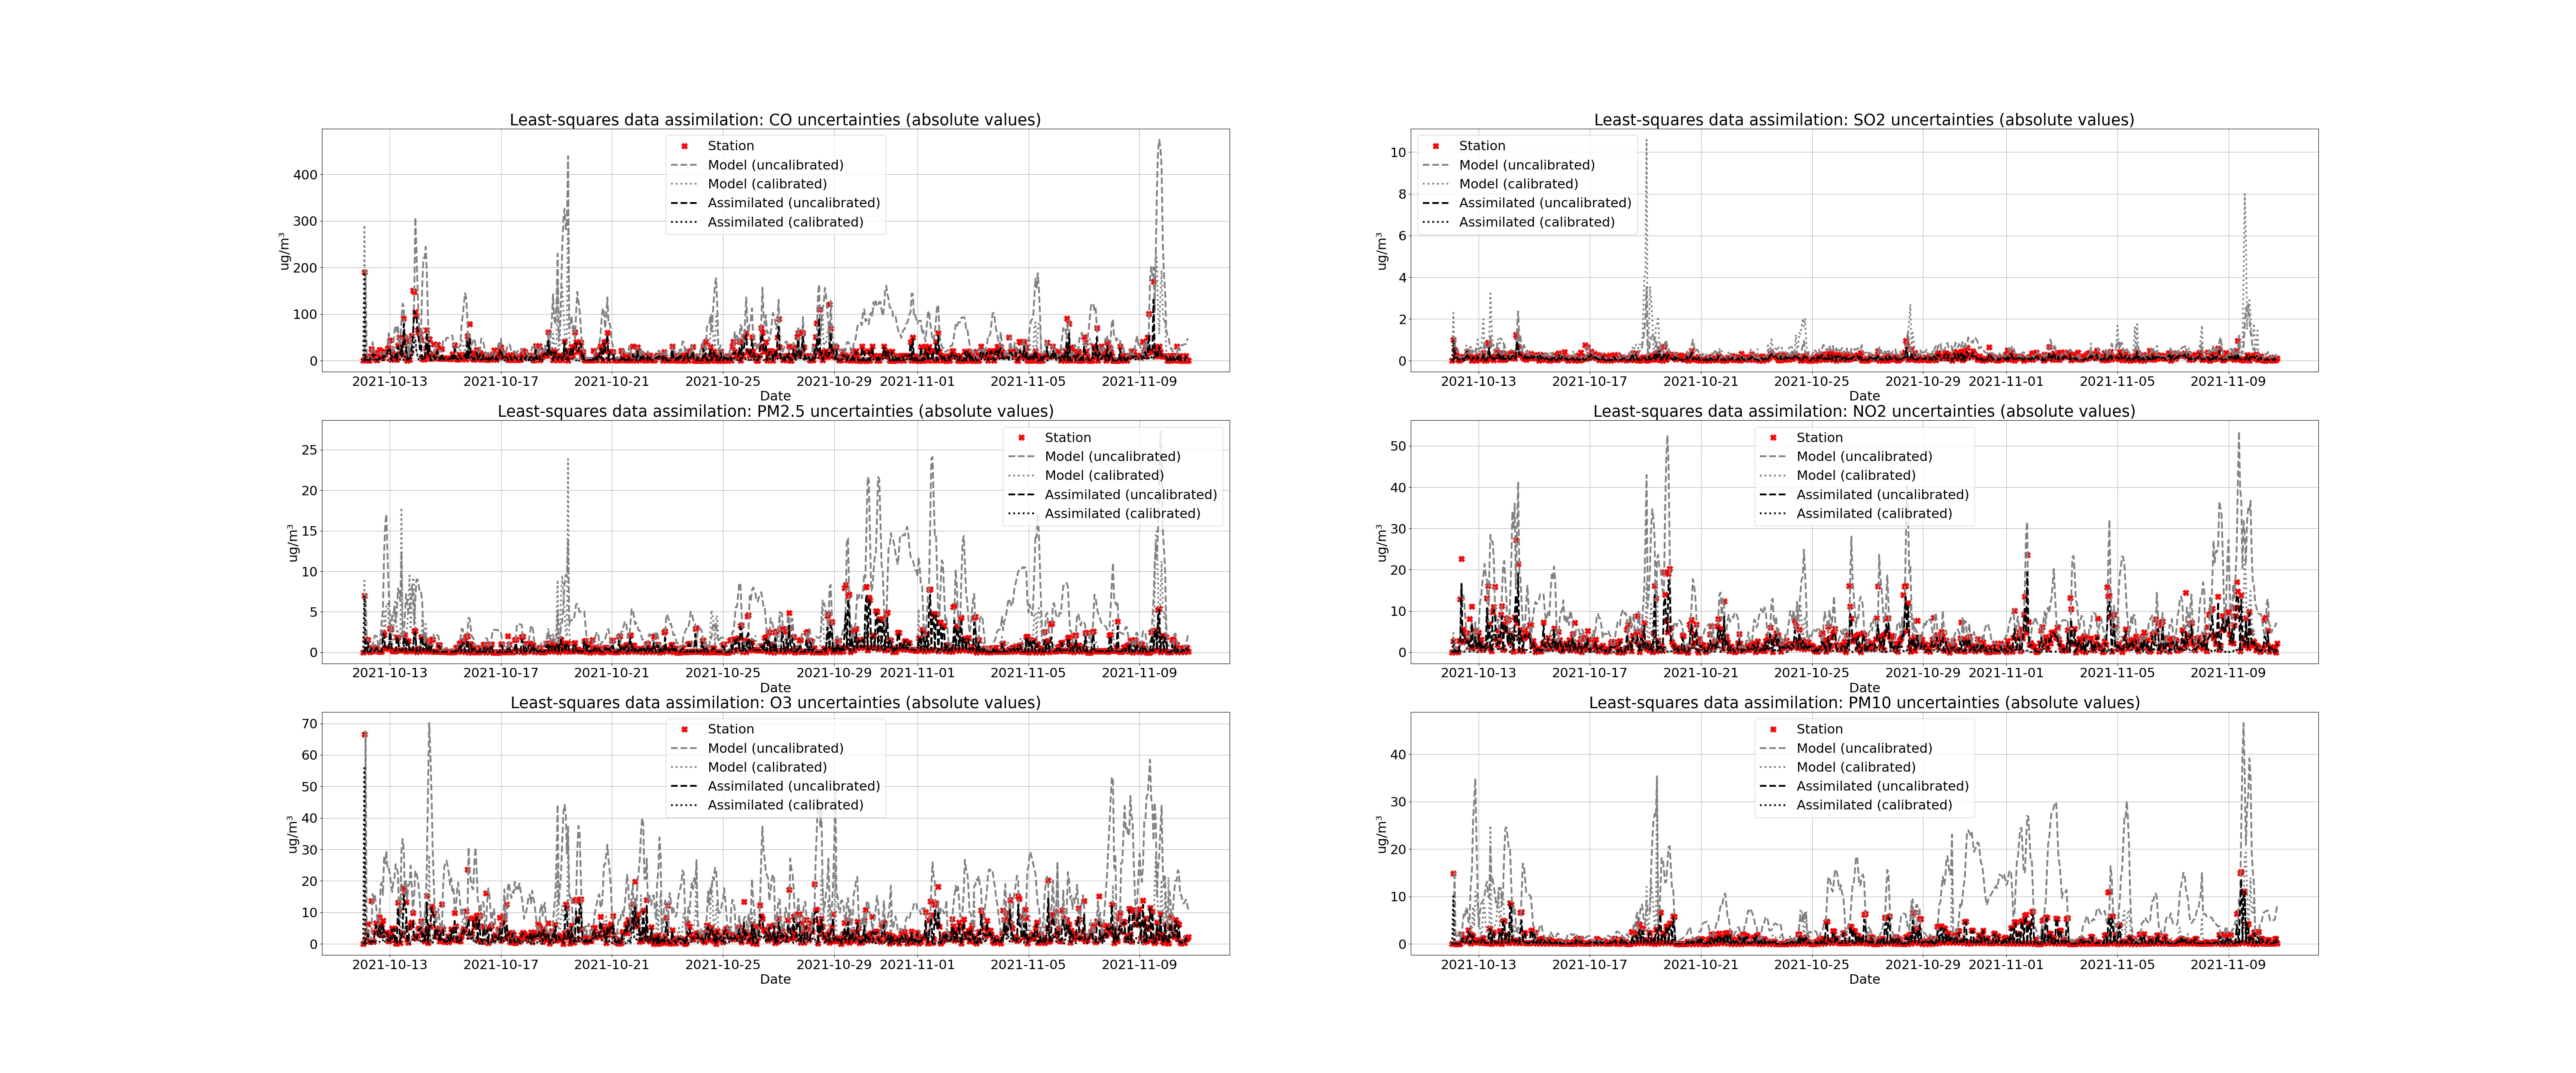 Least-squares data assimilation: CO uncertainties (absolute values)
ug/m³
400
300
200
100
0
Station
Model (uncalibrated)
Model (calibrated)
Assimilated (uncalibrated)
Assimilated (calibrated)
2021-10-13 2021-10-17 2021-10-21 2021-10-25 2021-10-29 2021-11-01 2021-11-05 2021-11-09
Date
Least-squares data assimilation: SO2 uncertainties (absolute values)
ug/m³
10
8
6
4
2
0
Station
Model (uncalibrated)
Model (calibrated)
Assimilated (uncalibrated)
Assimilated (calibrated)
2021-10-13 2021-10-17 2021-10-21 2021-10-25 2021-10-29 2021-11-01 2021-11-05 2021-11-09
Date
Least-squares data assimilation: PM2.5 uncertainties (absolute values)
ug/m³
25
20
15
10
5
0
Station
Model (uncalibrated)
Model (calibrated)
Assimilated (uncalibrated)
Assimilated (calibrated)
2021-10-13 2021-10-17 2021-10-21 2021-10-25 2021-10-29 2021-11-01 2021-11-05 2021-11-09
Date
Least-squares data assimilation: NO2 uncertainties (absolute values)
ug/m³
50
40
30
20
10
0
Station
Model (uncalibrated)
Model (calibrated)
Assimilated (uncalibrated)
Assimilated (calibrated)
2021-10-13 2021-10-17 2021-10-21 2021-10-25 2021-10-29 2021-11-01 2021-11-05 2021-11-09
Date
Least-squares data assimilation: O3 uncertainties (absolute values)
ug/m³
70
60
50
40
30
20
10
0
Station
Model (uncalibrated)
Model (calibrated)
Assimilated (uncalibrated)
Assimilated (calibrated)
2021-10-13 2021-10-17 2021-10-21 2021-10-25 2021-10-29 2021-11-01 2021-11-05 2021-11-09
Date
Least-squares data assimilation: PM10 uncertainties (absolute values)
ug/m³
40
30
20
10
0
Station
Model (uncalibrated)
Model (calibrated)
Assimilated (uncalibrated)
Assimilated (calibrated)
2021-10-13 2021-10-17 2021-10-21 2021-10-25 2021-10-29 2021-11-01 2021-11-05 2021-11-09
Date